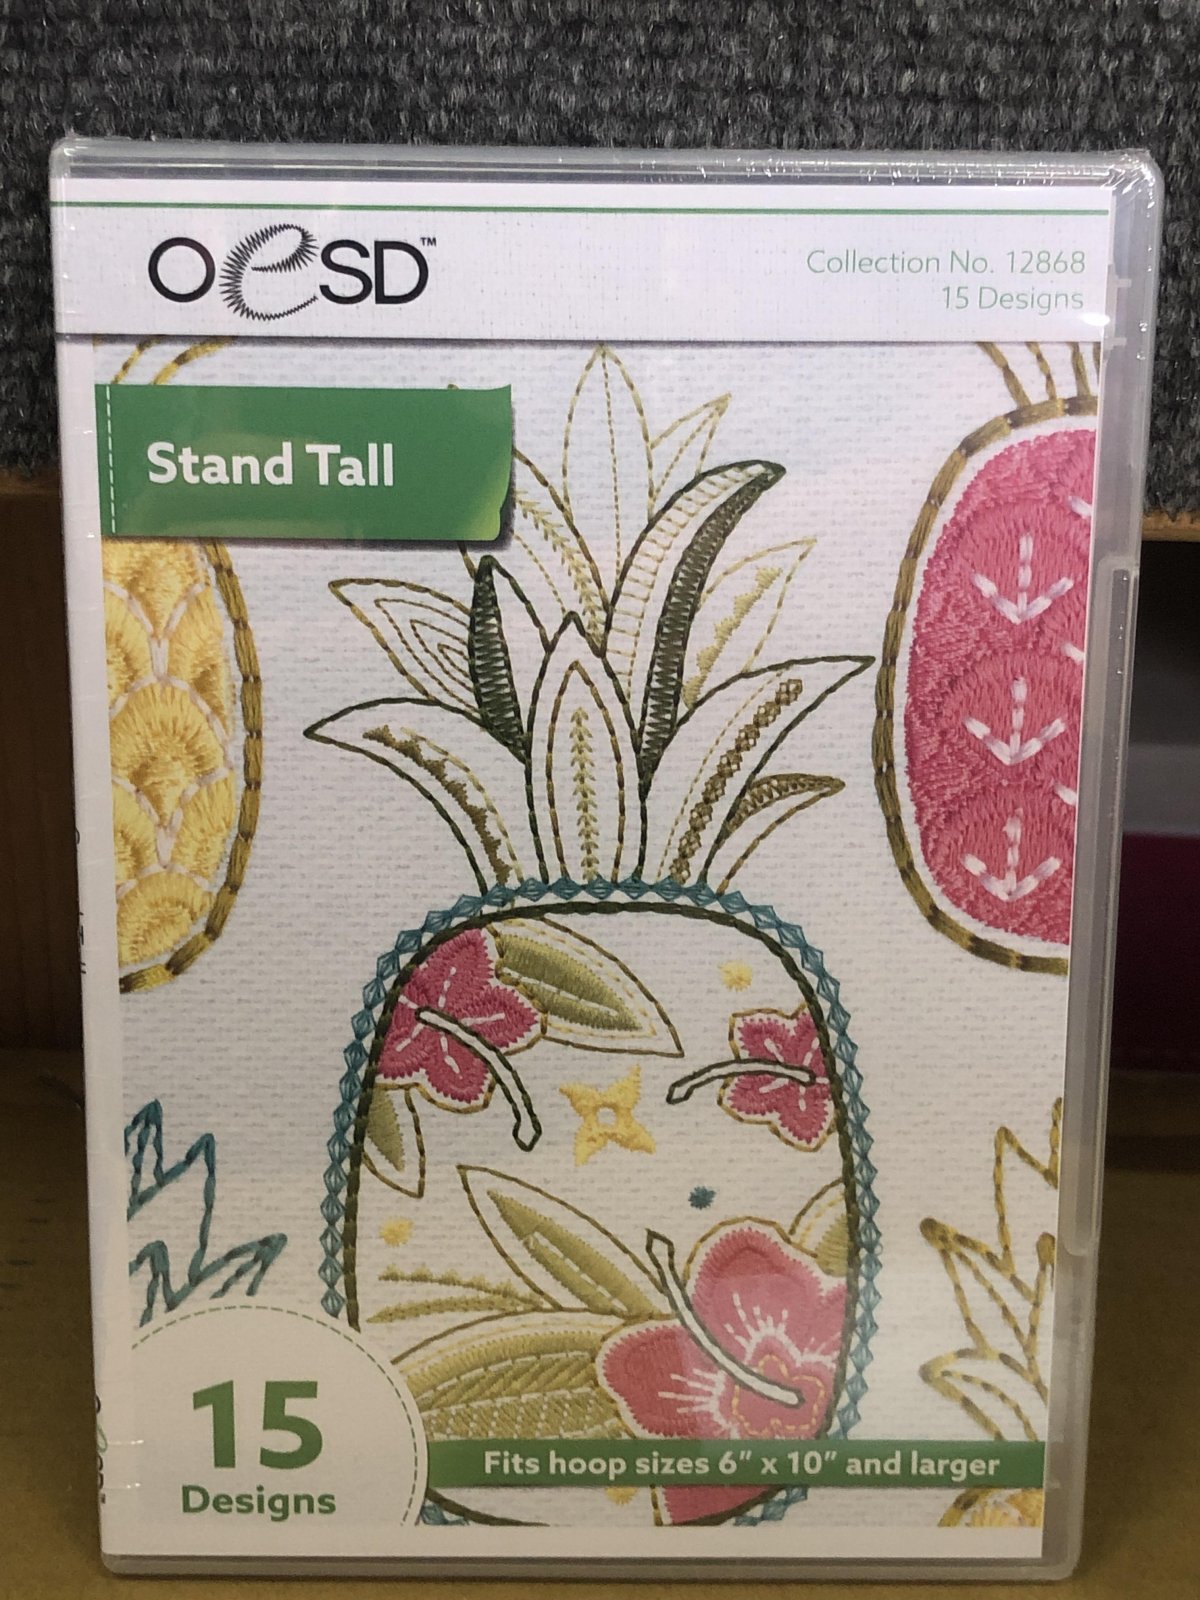 OeSD™
Collection No. 12868
15 Designs
Stand Tall
15
Designs
Fits hoop sizes 6” x 10” and larger